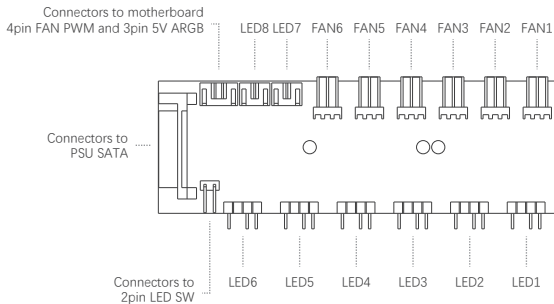 Connectors to motherboard
4pin FAN PWM and 3pin 5V ARGB
LED8 LED7 FAN6 FAN5 FAN4 FAN3 FAN2 FAN1
Connectors to
PSU SATA
Connectors to
2pin LED SW
LED6 LED5 LED4 LED3 LED2 LED1